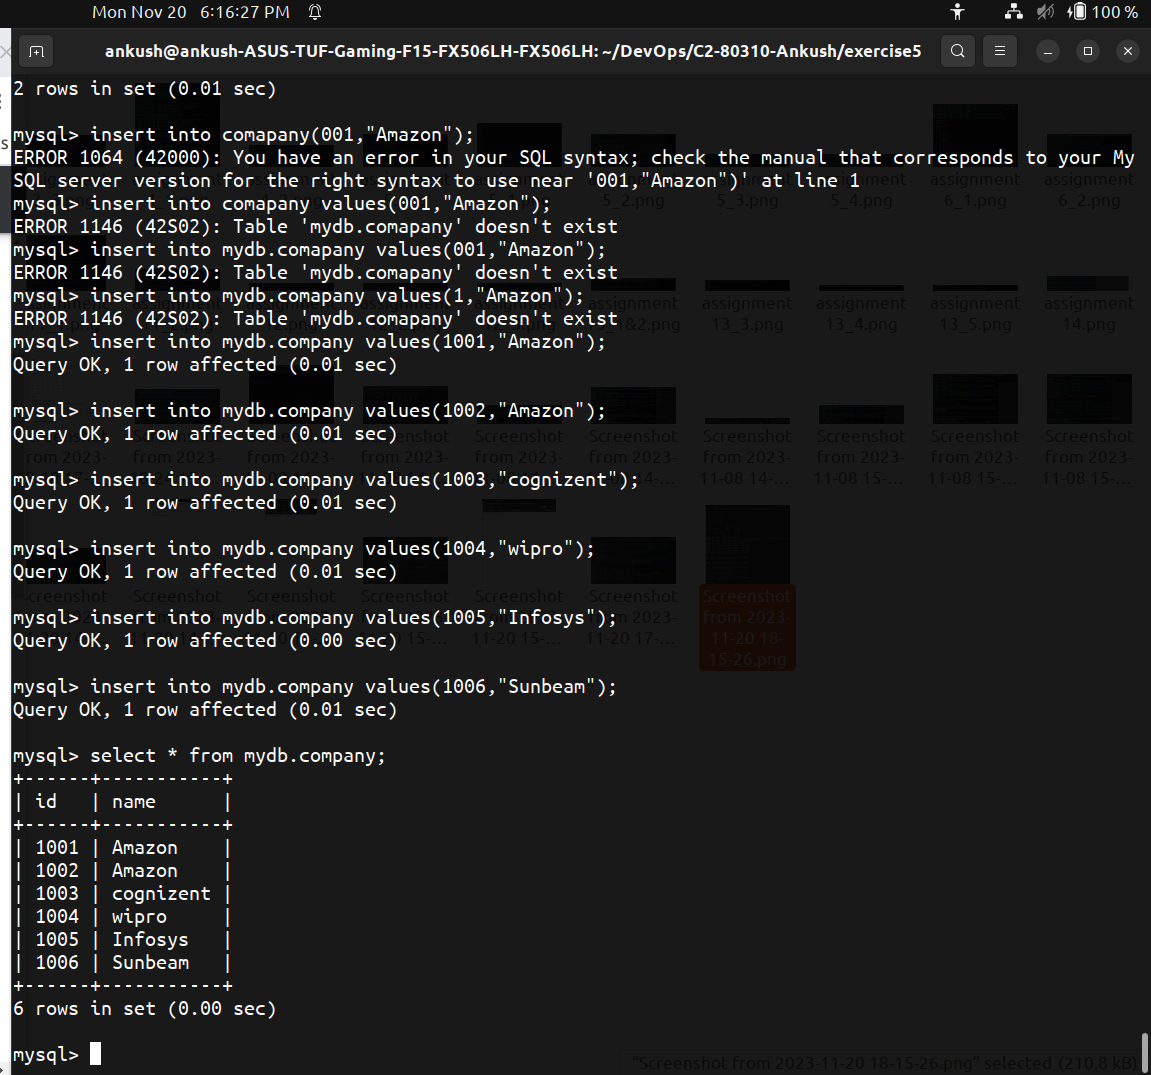 Mon Nov 20 6:16:27 PM 100 %
ankush@ankush-ASUS-TUF-Gaming-F15-FX506LH-FX506LH: ~/DevOps/C2-80310-Ankush/exercise5
2 rows in set (0.01 sec)
mysql> insert into comapany(001,"Amazon");
ERROR 1064 (42000): You have an error in your SQL syntax; check the manual that corresponds to your My
SQL server version for the right syntax to use near '001,"Amazon")' at line 1
mysql> insert into comapany values(001,"Amazon");
ERROR 1146 (42S02): Table 'mydb.comapany' doesn't exist
mysql> insert into mydb.comapany values(001,"Amazon");
ERROR 1146 (42S02): Table 'mydb.comapany' doesn't exist
mysql> insert into mydb.comapany values(1,"Amazon");
ERROR 1146 (42S02): Table 'mydb.comapany' doesn't exist
mysql> insert into mydb.company values(1001,"Amazon");
Query OK, 1 row affected (0.01 sec)
mysql> insert into mydb.company values(1002,"Amazon");
Query OK, 1 row affected (0.01 sec)
mysql> insert into mydb.company values(1003,"cognizent");
Query OK, 1 row affected (0.01 sec)
mysql> insert into mydb.company values(1004,"wipro");
Query OK, 1 row affected (0.01 sec)
mysql> insert into mydb.company values(1005,"Infosys");
Query OK, 1 row affected (0.00 sec)
mysql> insert into mydb.company values(1006,"Sunbeam");
Query OK, 1 row affected (0.01 sec)
mysql> select * from mydb.company;
+------+-----------+
| id   | name      |
+------+-----------+
| 1001 | Amazon    |
| 1002 | Amazon    |
| 1003 | cognizent |
| 1004 | wipro     |
| 1005 | Infosys   |
| 1006 | Sunbeam   |
+------+-----------+
6 rows in set (0.00 sec)
mysql>
"Screenshot from 2023-11-20 18-15-26.png" selected (210.8 kB)